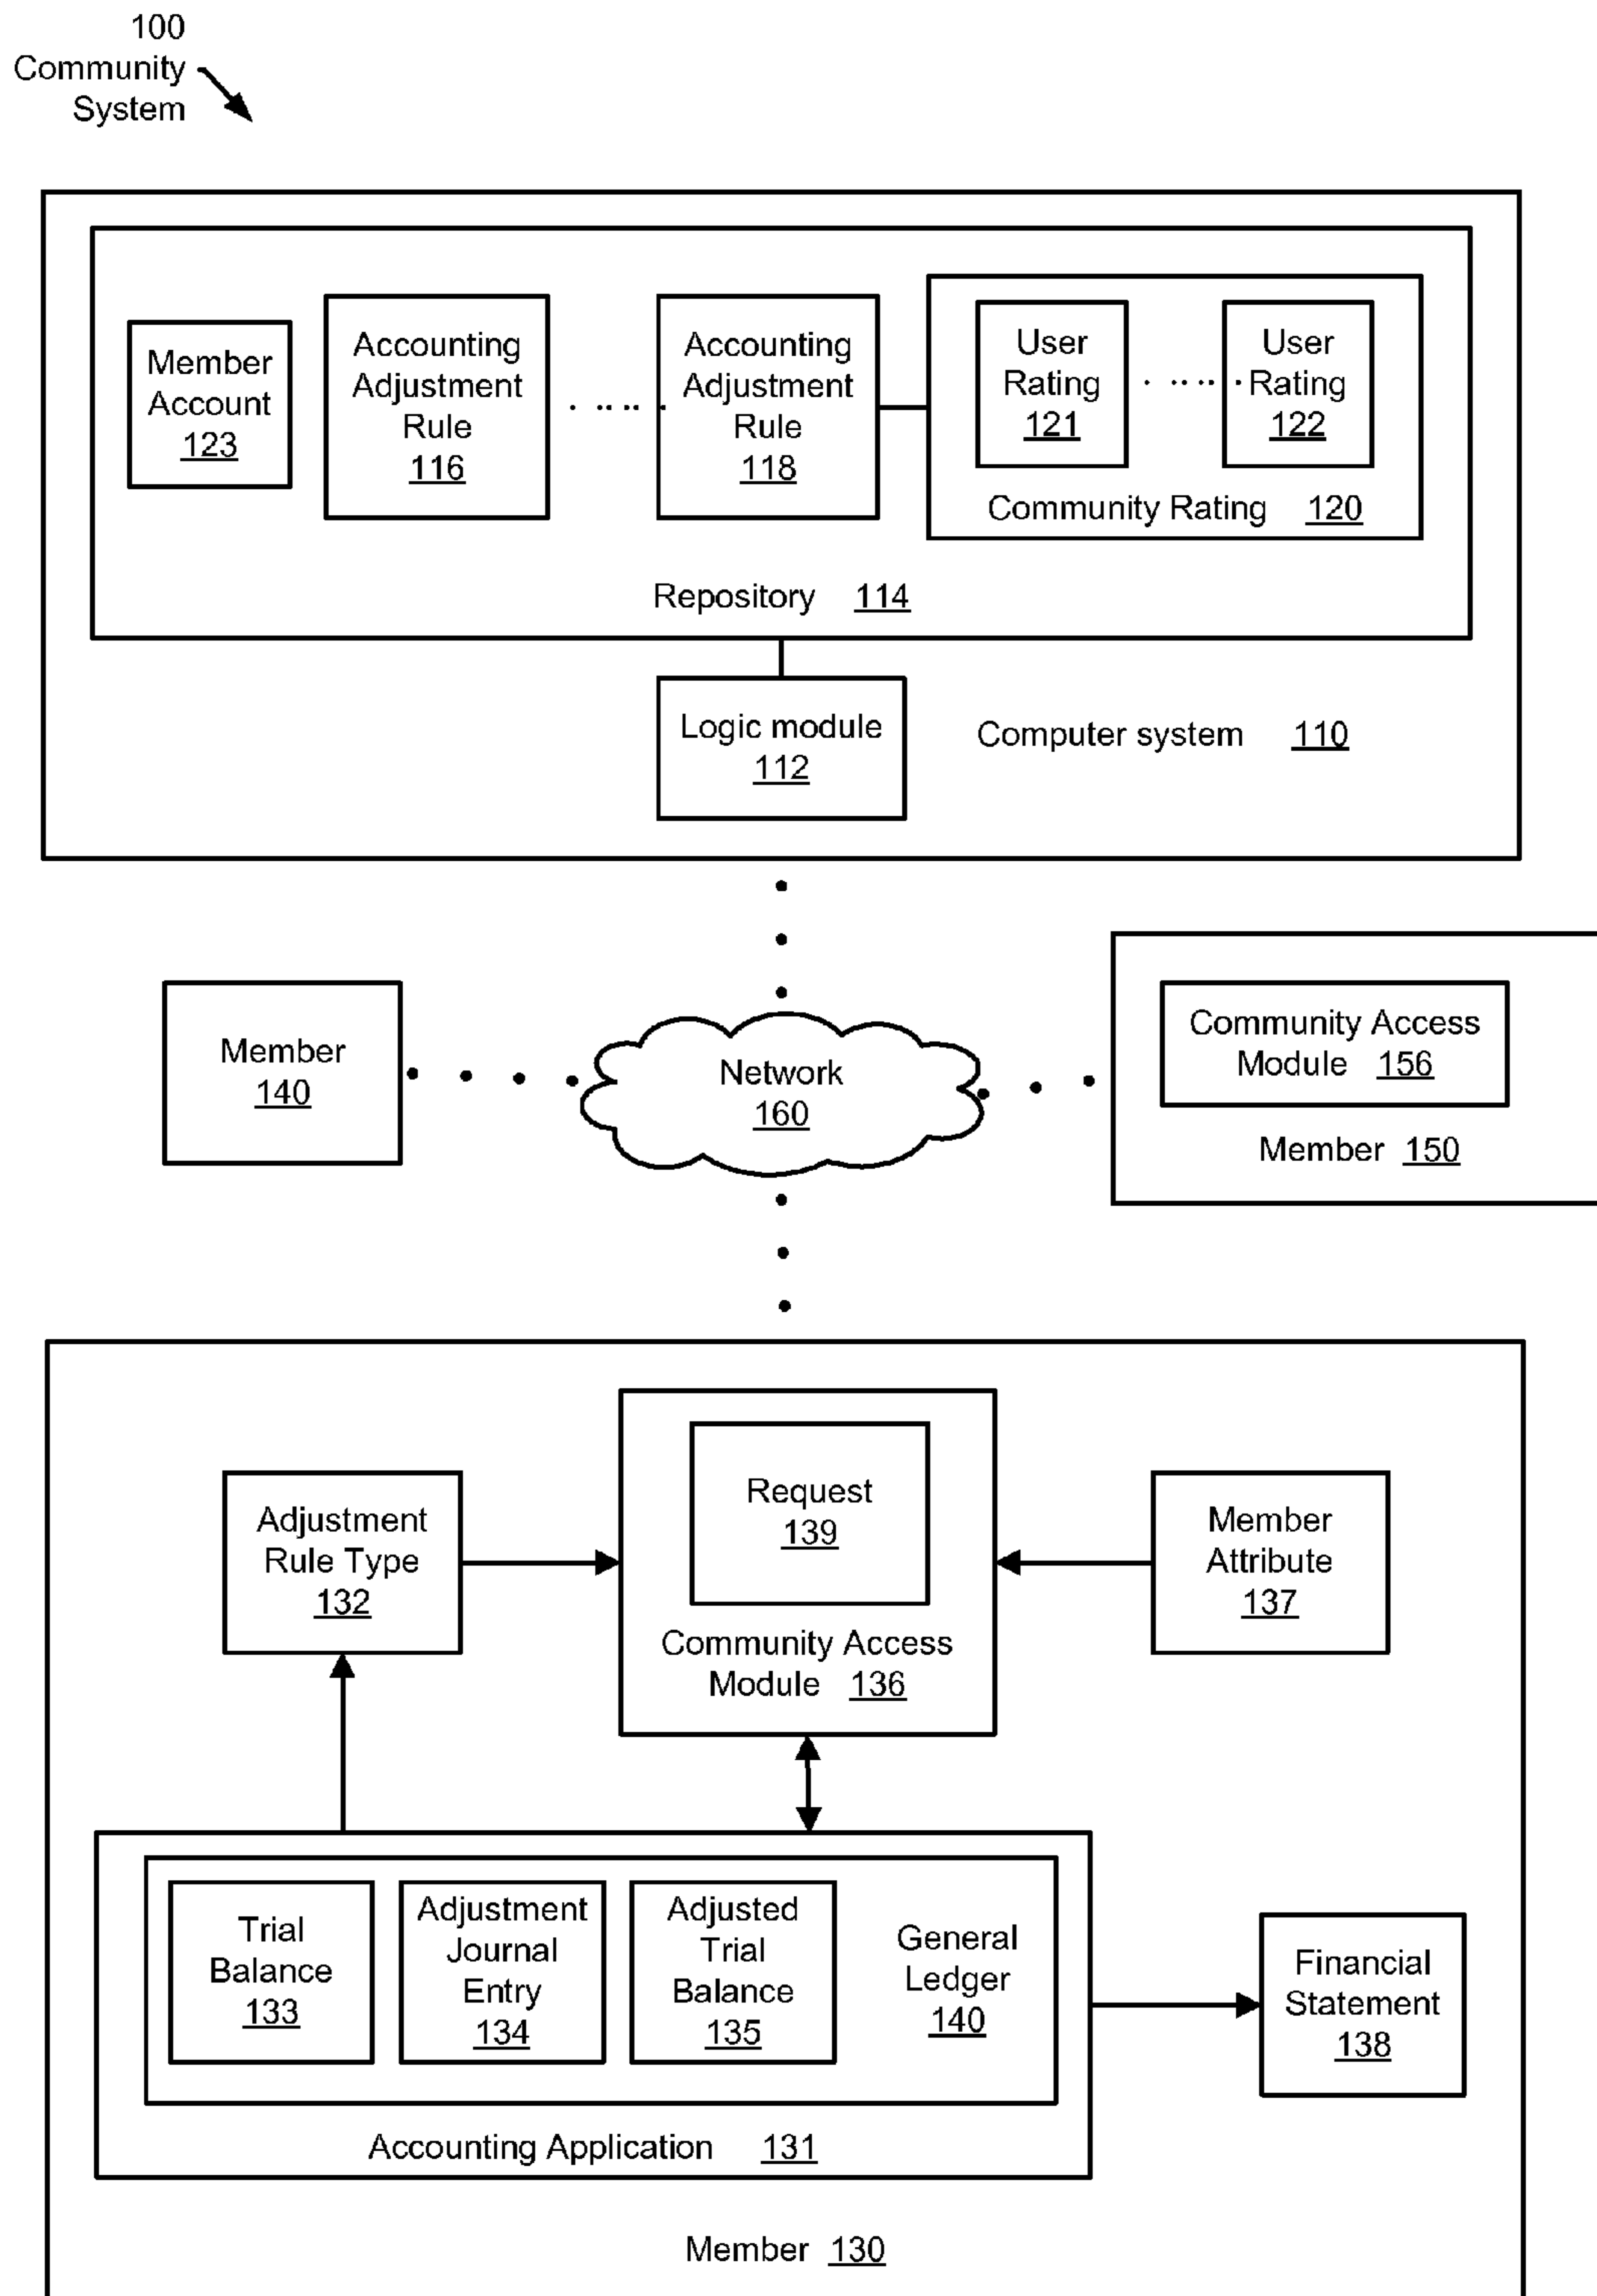 100
Community
System
Member
Account
123
Accounting
Adjustment
Rule
116
Accounting
Adjustment
Rule
118
User
Rating
121
User
Rating
122
Community Rating 120
Repository 114
Logic module
112
Computer system 110
Member
140
Network
160
Community Access
Module 156
Member 150
Request
139
Community Access
Module 136
Adjustment
Rule Type
132
Member
Attribute
137
Trial
Balance
133
Adjustment
Journal
Entry
134
Adjusted
Trial
Balance
135
General
Ledger
140
Accounting Application 131
Financial
Statement
138
Member 130